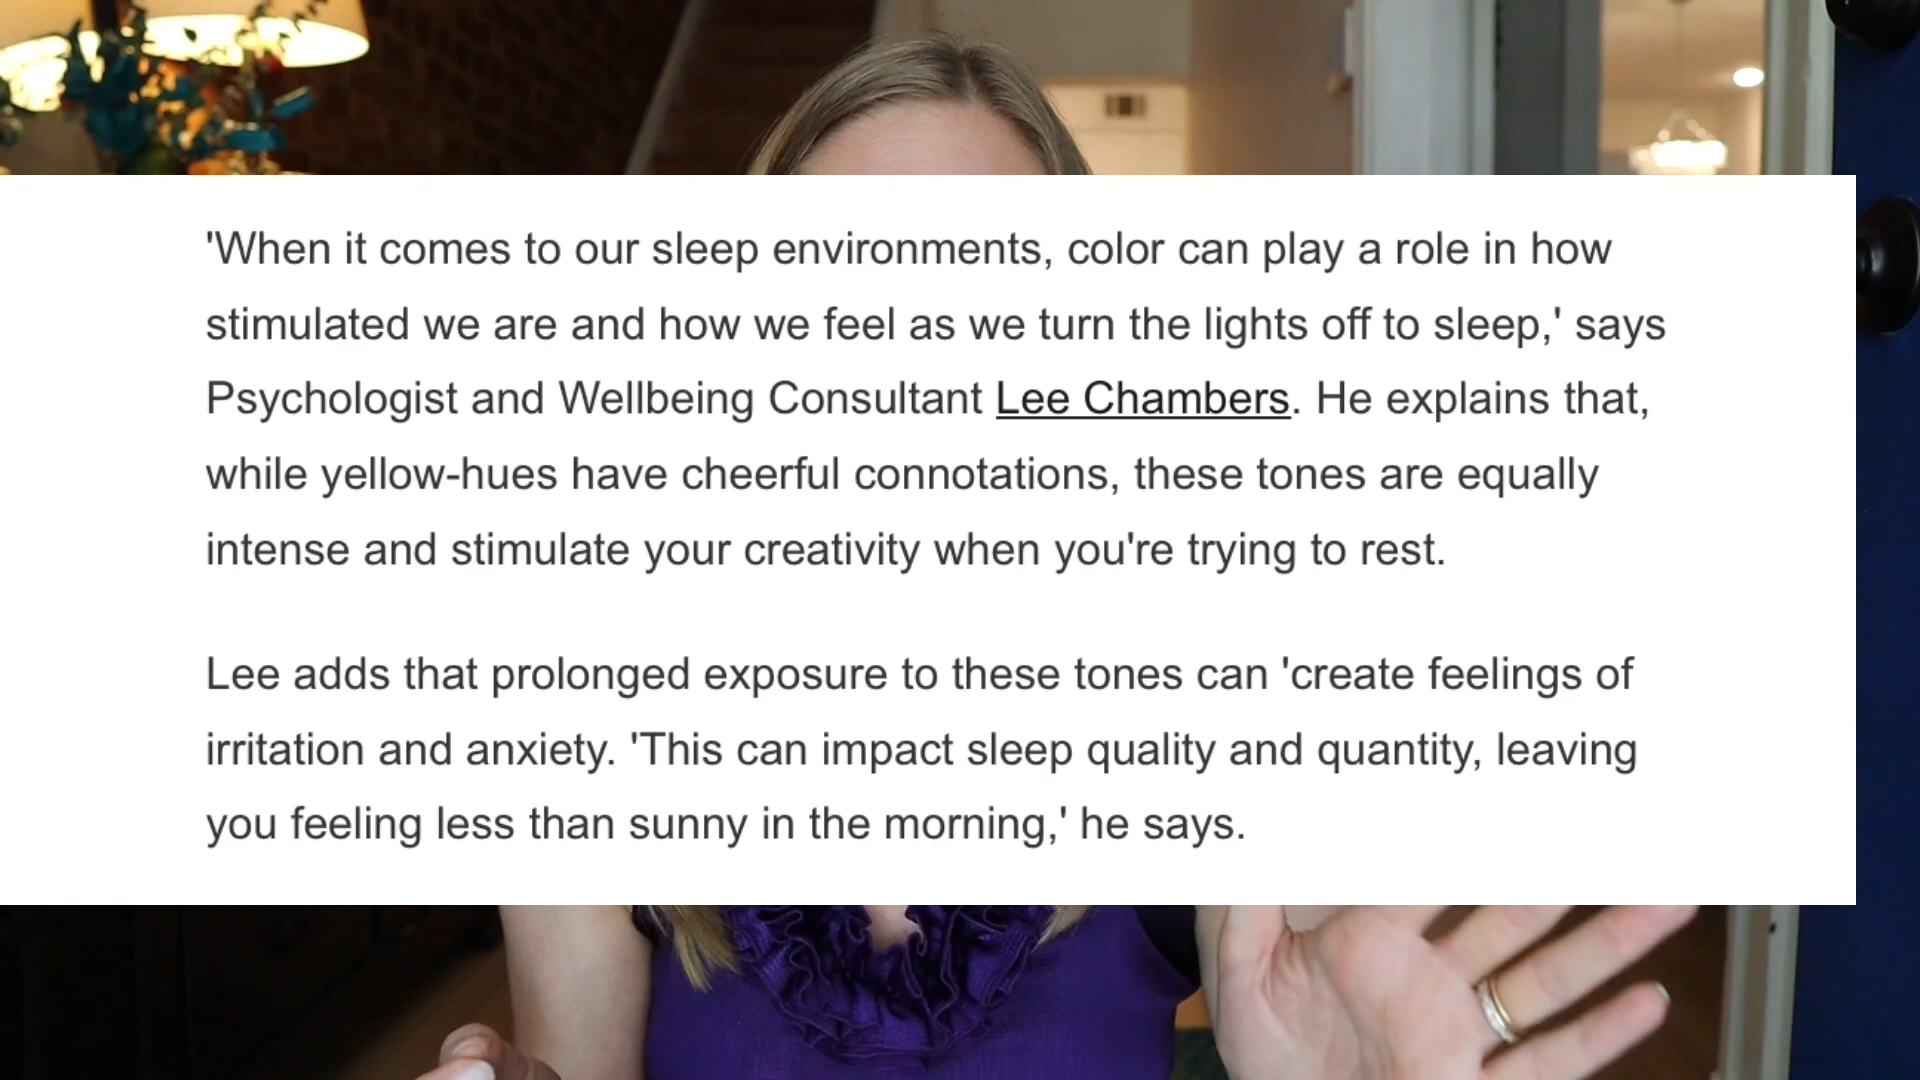 'When it comes to our sleep environments, color can play a role in how
stimulated we are and how we feel as we turn the lights off to sleep,' says
Psychologist and Wellbeing Consultant Lee Chambers. He explains that,
while yellow-hues have cheerful connotations, these tones are equally
intense and stimulate your creativity when you're trying to rest.
Lee adds that prolonged exposure to these tones can 'create feelings of
irritation and anxiety. 'This can impact sleep quality and quantity, leaving
you feeling less than sunny in the morning,' he says.